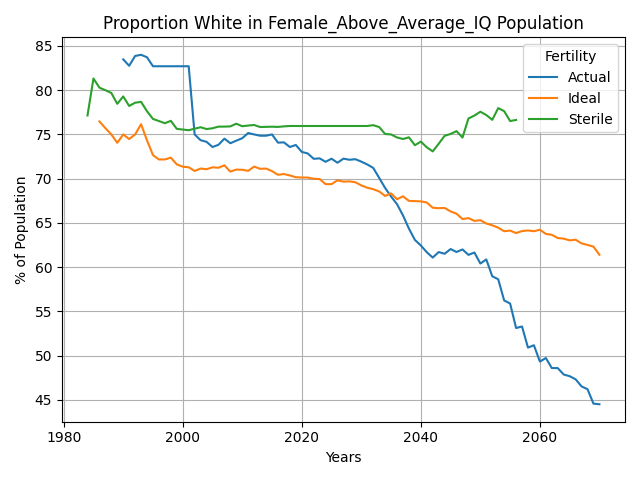 Proportion White in Female_Above_Average_IQ Population
% of Population
85
80
75
70
65
60
55
50
45
Fertility
Actual
Ideal
Sterile
1980
2000
2020
2040
2060
Years